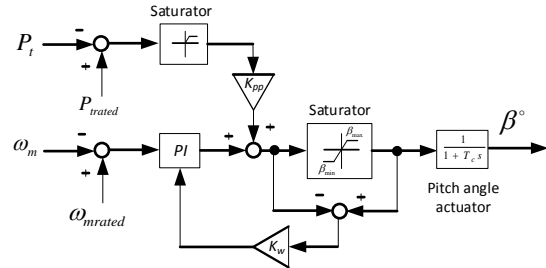 Saturator
-
P_t
+
P_trated
K_pp
+
Saturator
-
ω_m
+
PI
+
β_max
β_min
β°
1
1 + T_c s
Pitch angle
actuator
ω_mrated
-
+
K_w